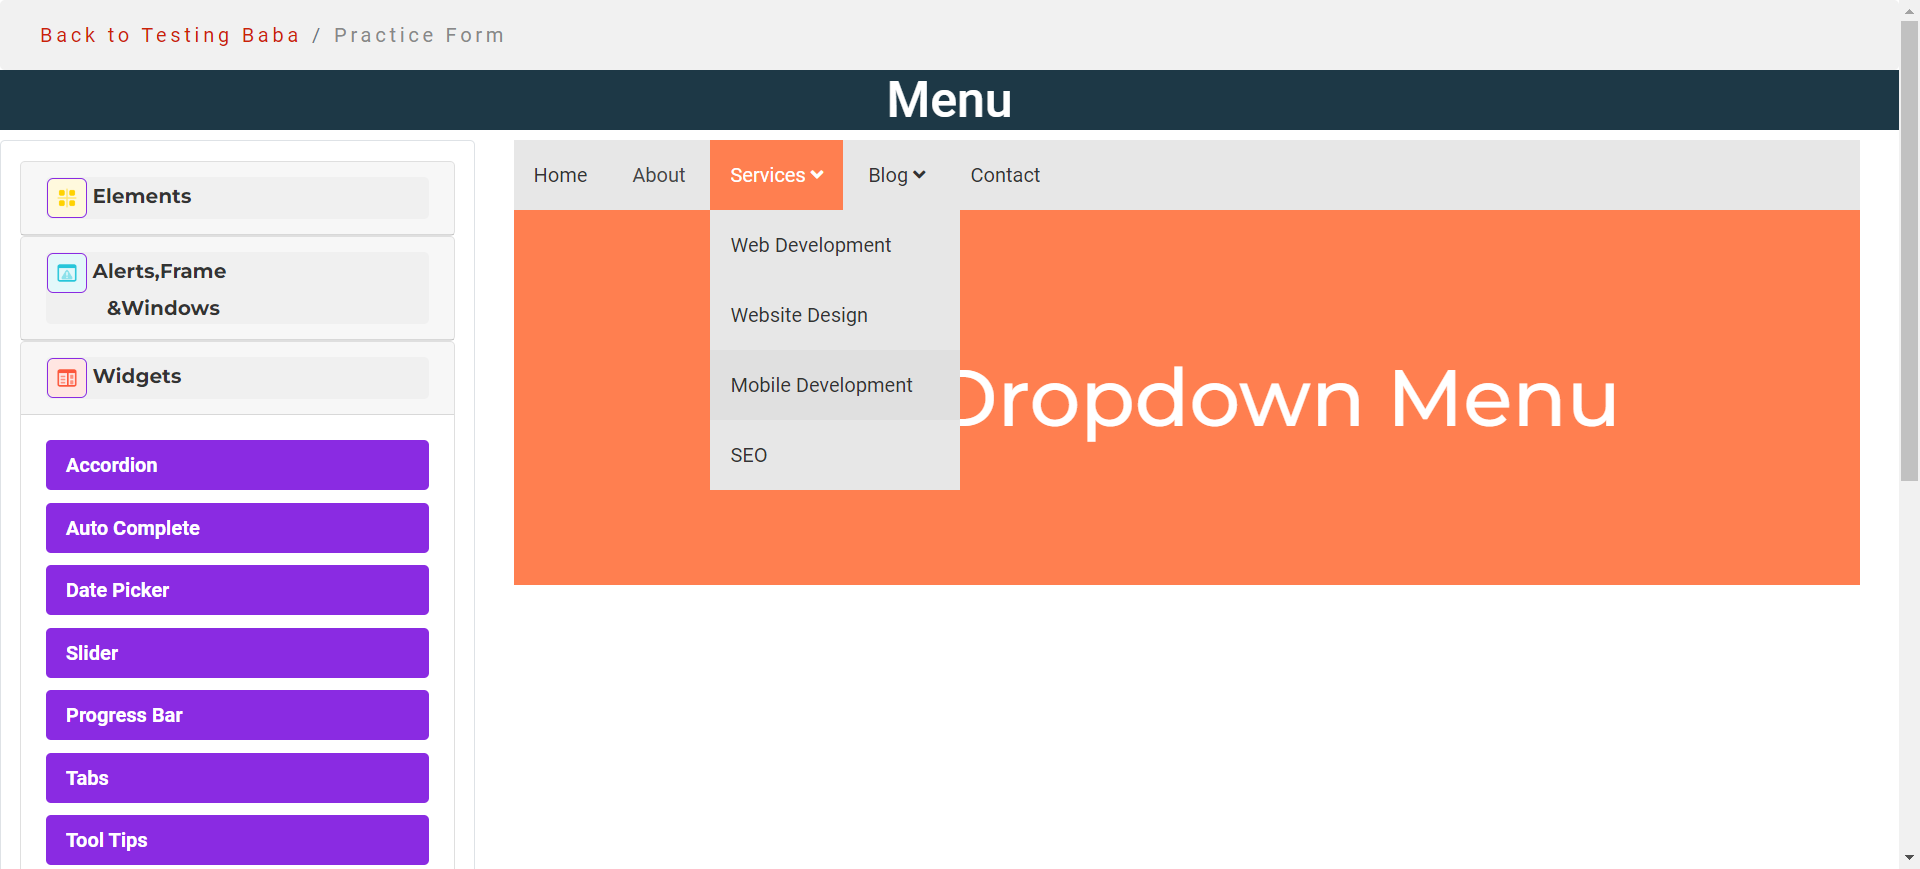 Back to Testing Baba / Practice Form
Menu
Elements
Alerts,Frame
&Windows
Widgets
Accordion
Auto Complete
Date Picker
Slider
Progress Bar
Tabs
Tool Tips
Home About Services Blog Contact
Web Development
Website Design
Mobile Development
SEO
Dropdown Menu